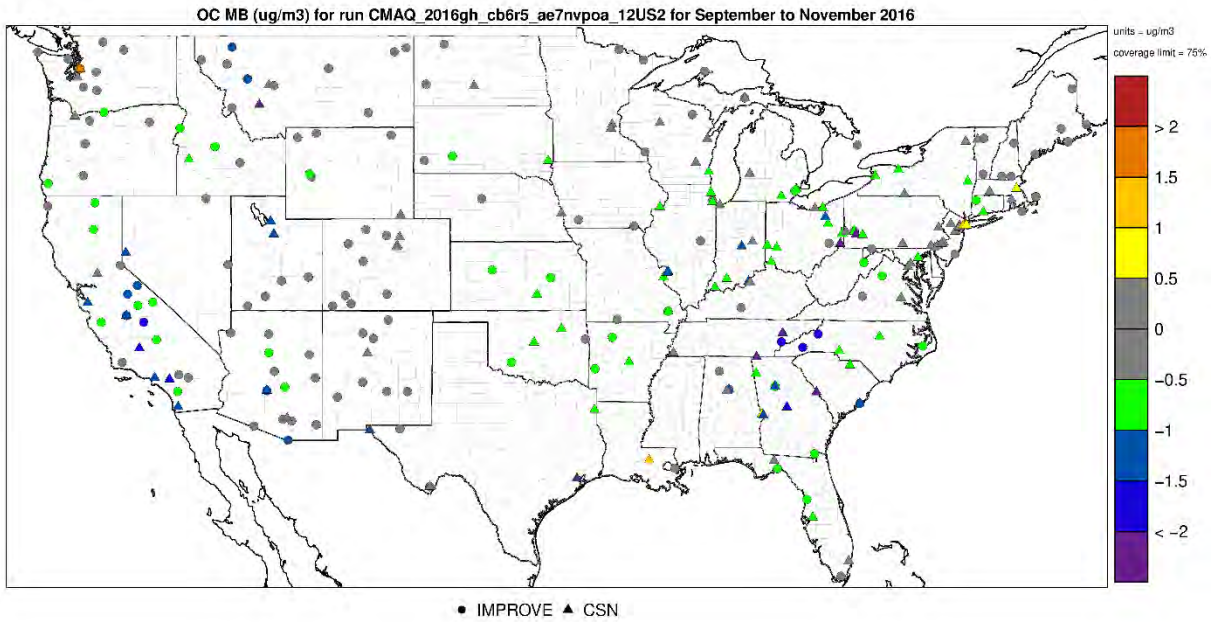 OC MB (ug/m3) for run CMAQ_2016gh_cb6r5_ae7nvpoa_12US2 for September to November 2016
units = ug/m3
coverage limit = 75%
> 2
1.5
1
0.5
0
−0.5
−1
−1.5
< −2
● IMPROVE ▲ CSN